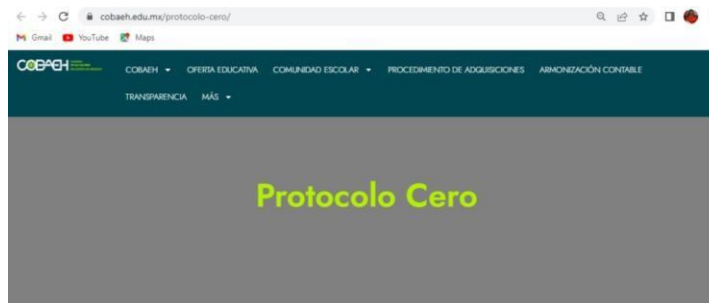 cobaeh.edu.mx/protocolo-cero/
Gmail YouTube Maps
COBAEH
COBAEH OFERTA EDUCATIVA COMUNIDAD ESCOLAR PROCEDIMIENTO DE ADQUISICIONES ARMONIZACIÓN CONTABLE
TRANSPARENCIA MÁS
Protocolo Cero